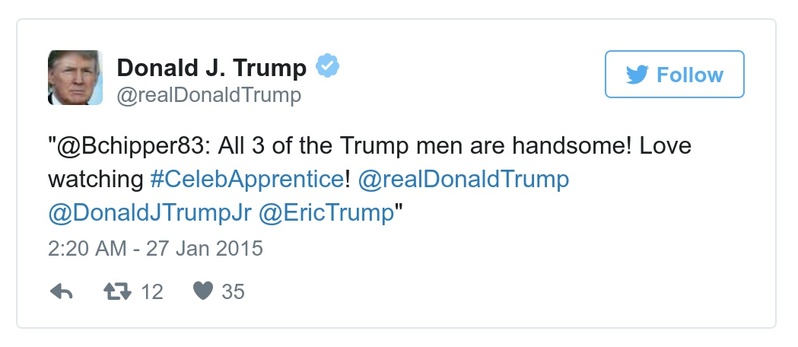 Donald J. Trump
@realDonaldTrump
Follow
"@Bchipper83: All 3 of the Trump men are handsome! Love
watching #CelebApprentice! @realDonaldTrump
@DonaldJTrumpJr @EricTrump"
2:20 AM - 27 Jan 2015
12 35